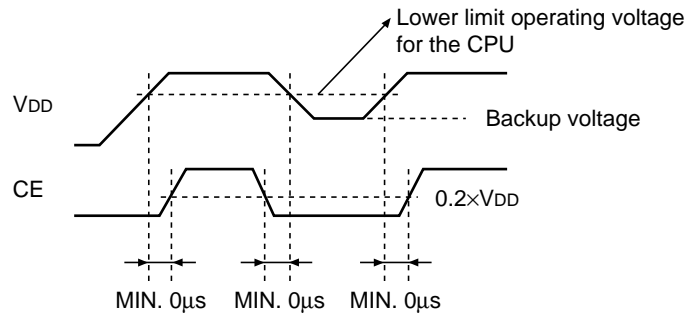 Lower limit operating voltage
for the CPU
VDD
Backup voltage
CE
0.2×VDD
MIN. 0μs MIN. 0μs MIN. 0μs